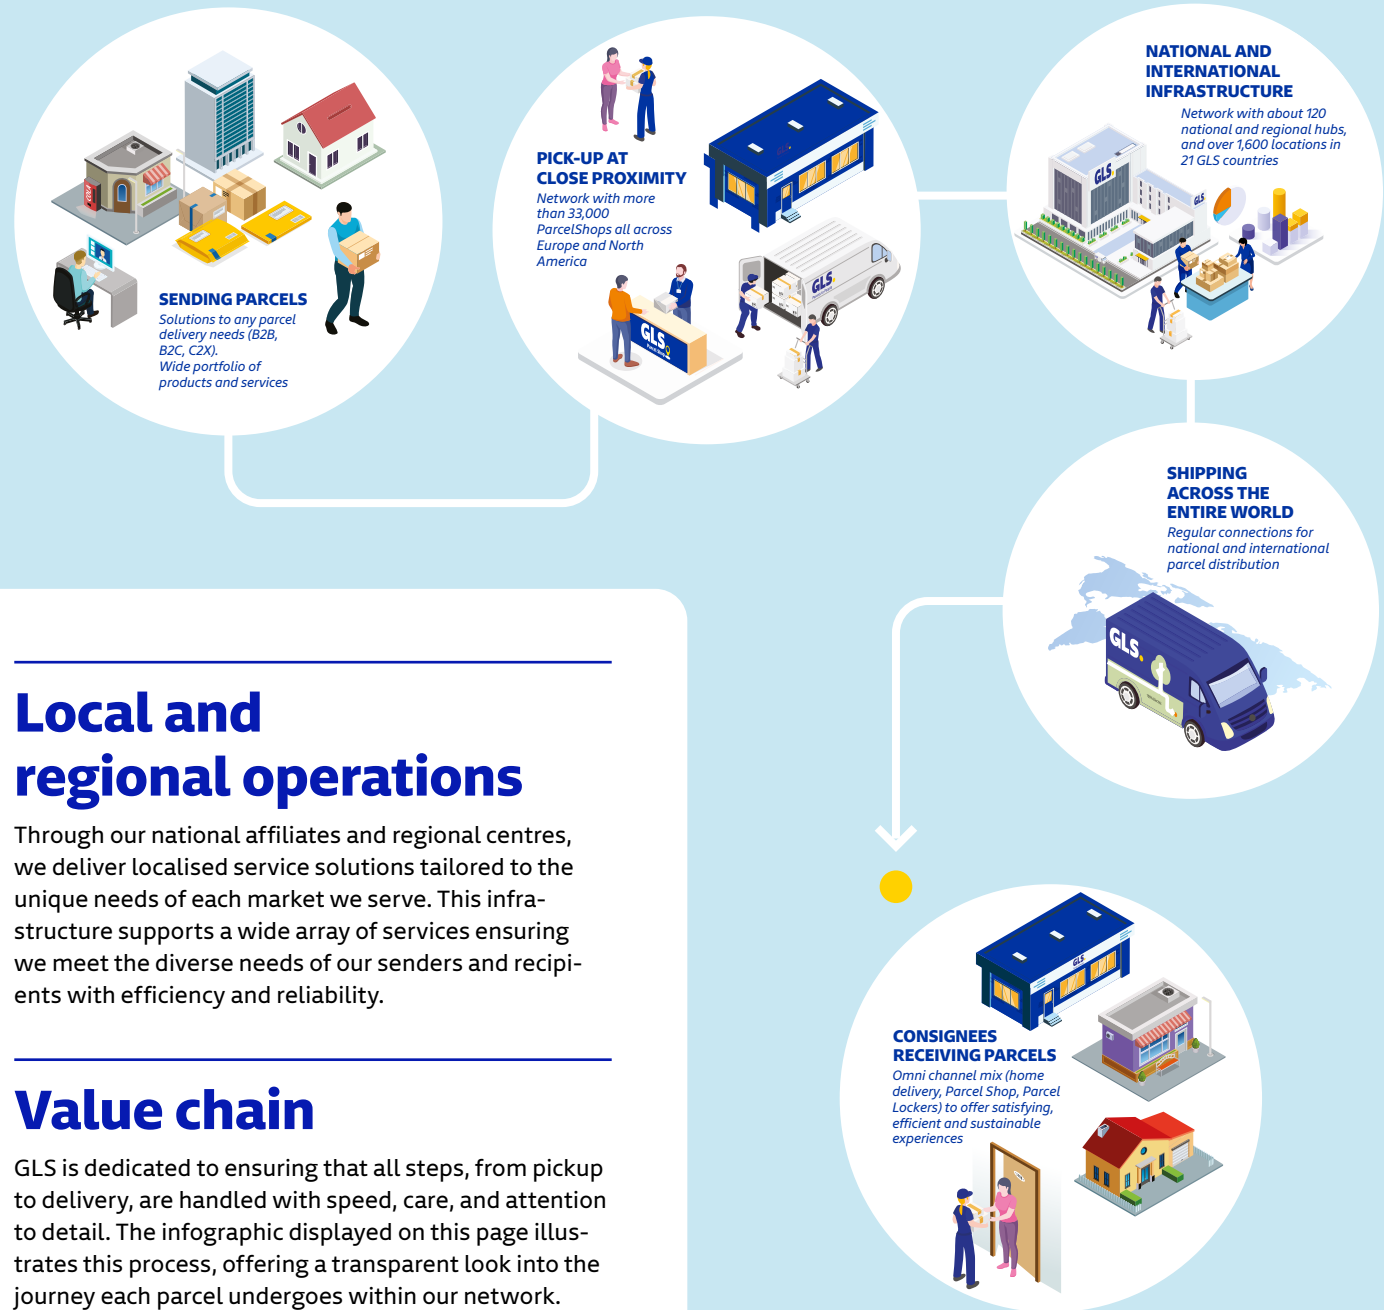 SENDING PARCELS
Solutions to any parcel
delivery needs (B2B,
B2C, C2X).
Wide portfolio of
products and services
PICK-UP AT
CLOSE PROXIMITY
Network with more
than 33,000
ParcelShops all across
Europe and North
America
GLS
GLS
GLS.
NATIONAL AND
INTERNATIONAL
INFRASTRUCTURE
Network with about 120
national and regional hubs,
and over 1,600 locations in
21 GLS countries
GLS
GLS
SHIPPING
ACROSS THE
ENTIRE WORLD
Regular connections for
national and international
parcel distribution
GLS.
Local and
regional operations
Through our national affiliates and regional centres,
we deliver localised service solutions tailored to the
unique needs of each market we serve. This infra-
structure supports a wide array of services ensuring
we meet the diverse needs of our senders and recipi-
ents with efficiency and reliability.
Value chain
GLS is dedicated to ensuring that all steps, from pickup
to delivery, are handled with speed, care, and attention
to detail. The infographic displayed on this page illus-
trates this process, offering a transparent look into the
journey each parcel undergoes within our network.
GLS
CONSIGNEES
RECEIVING PARCELS
Omni channel mix (home
delivery, Parcel Shop, Parcel
Lockers) to offer satisfying,
efficient and sustainable
experiences